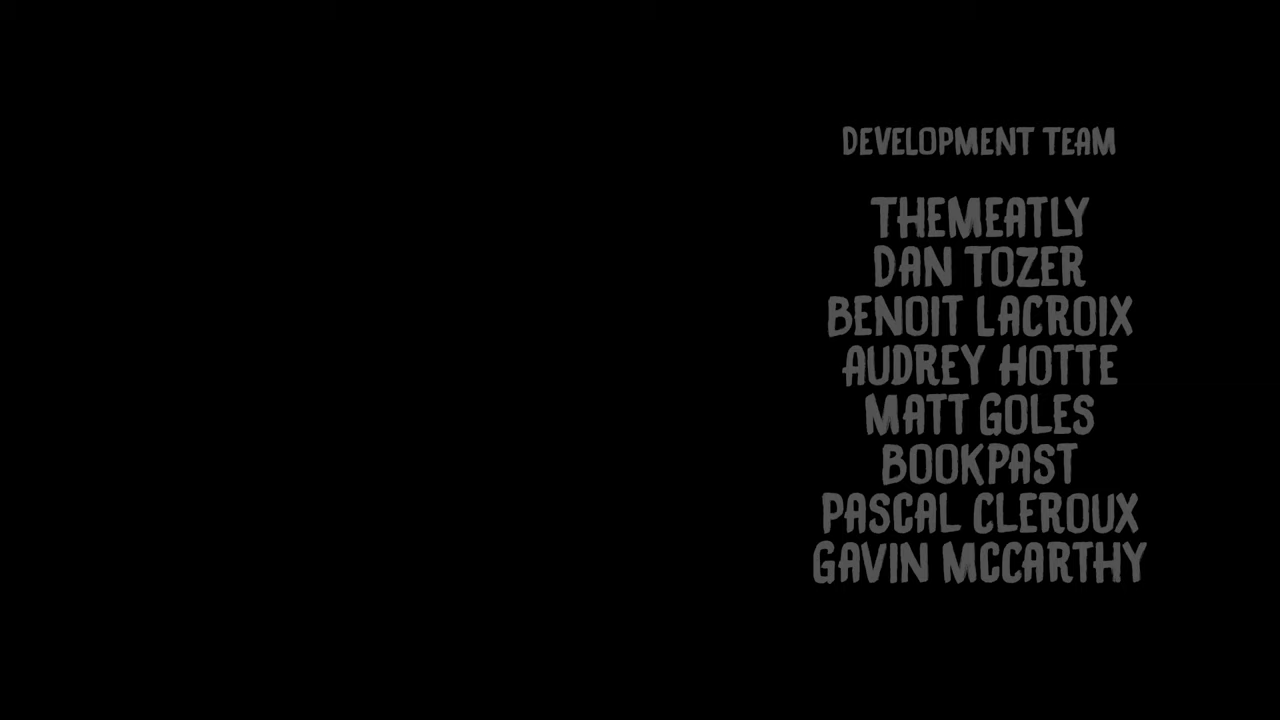 DEVELOPMENT TEAM
THEMEATLY
DAN TOZER
BENOIT LACROIX
AUDREY HOTTE
MATT GOLES
BOOKPAST
PASCAL CLEROUX
GAVIN MCCARTHY